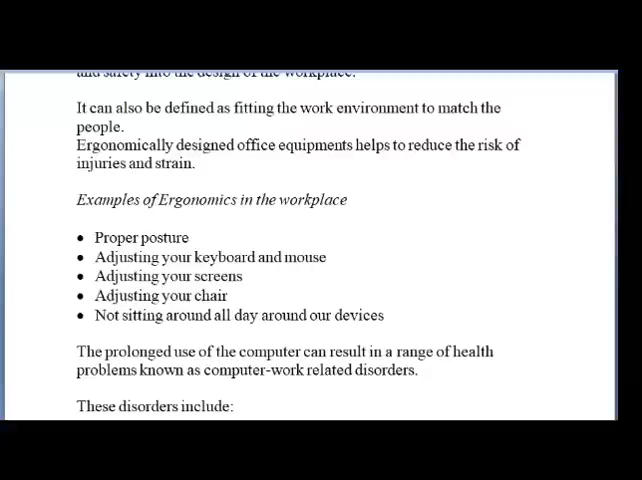 and safety into the design of the workplace.
It can also be defined as fitting the work environment to match the
people.
Ergonomically designed office equipments helps to reduce the risk of
injuries and strain.
Examples of Ergonomics in the workplace
• Proper posture
• Adjusting your keyboard and mouse
• Adjusting your screens
• Adjusting your chair
• Not sitting around all day around our devices
The prolonged use of the computer can result in a range of health
problems known as computer-work related disorders.
These disorders include: